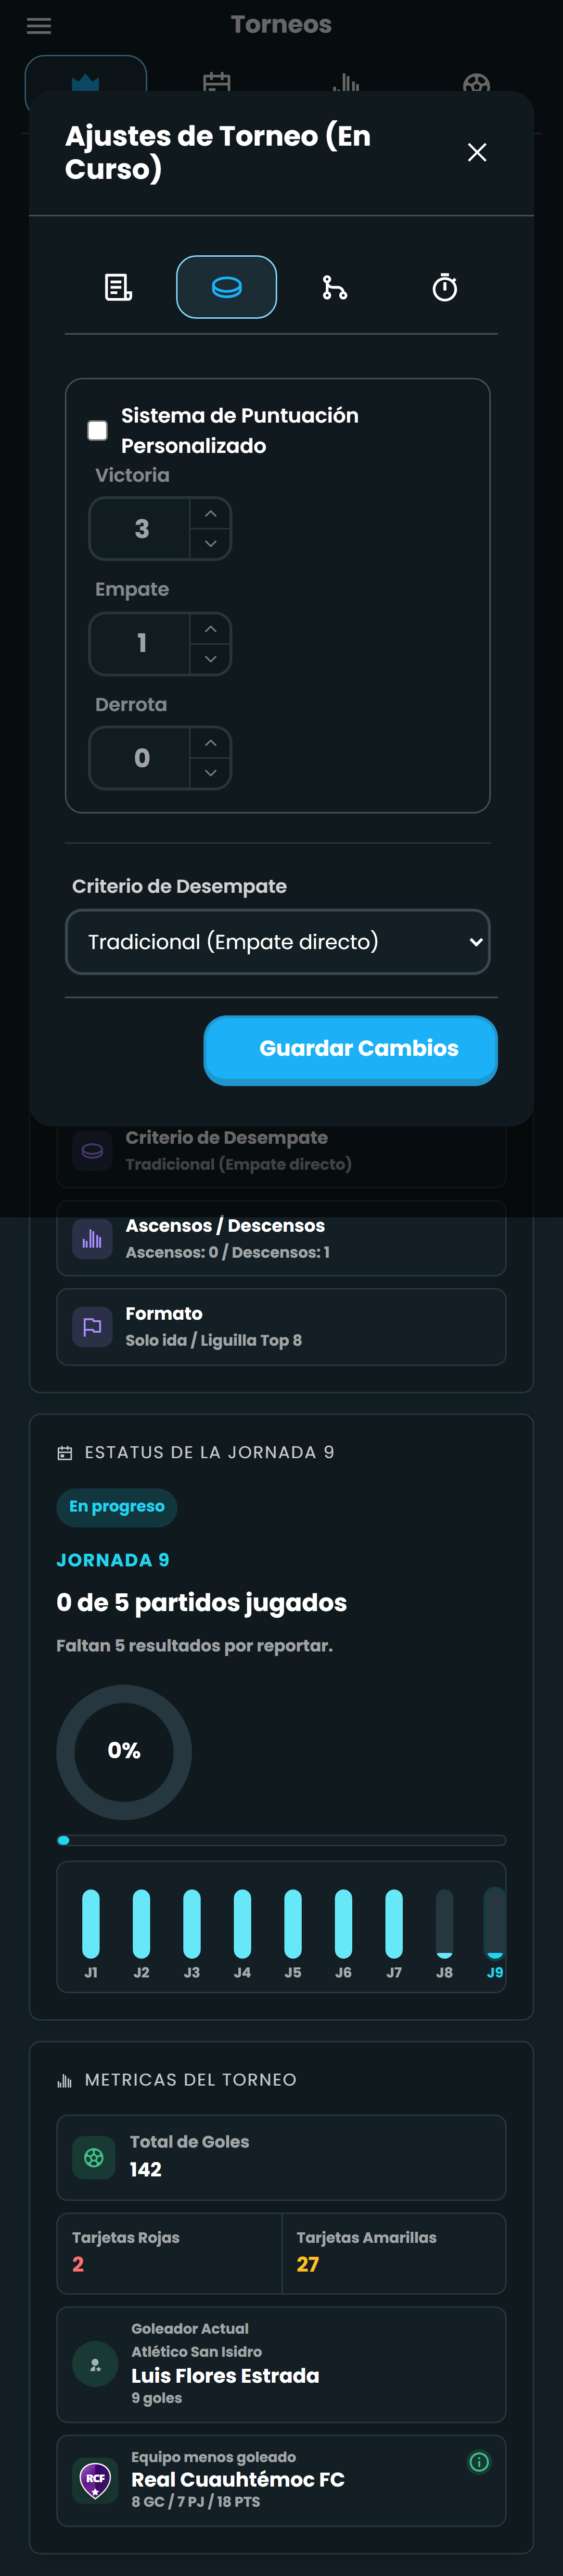 Torneos
Ajustes de Torneo (En
Curso)
Sistema de Puntuación
Personalizado
Victoria
3
Empate
1
Derrota
0
Criterio de Desempate
Tradicional (Empate directo)
Guardar Cambios
Criterio de Desempate
Tradicional (Empate directo)
Ascensos / Descensos
Ascensos: 0 / Descensos: 1
Formato
Solo ida / Liguilla Top 8
ESTATUS DE LA JORNADA 9
En progreso
JORNADA 9
0 de 5 partidos jugados
Faltan 5 resultados por reportar.
0%
J1 J2 J3 J4 J5 J6 J7 J8 J9
METRICAS DEL TORNEO
Total de Goles
142
Tarjetas Rojas
2
Tarjetas Amarillas
27
Goleador Actual
Atlético San Isidro
Luis Flores Estrada
9 goles
Equipo menos goleado
RCF
Real Cuauhtémoc FC
8 GC / 7 PJ / 18 PTS